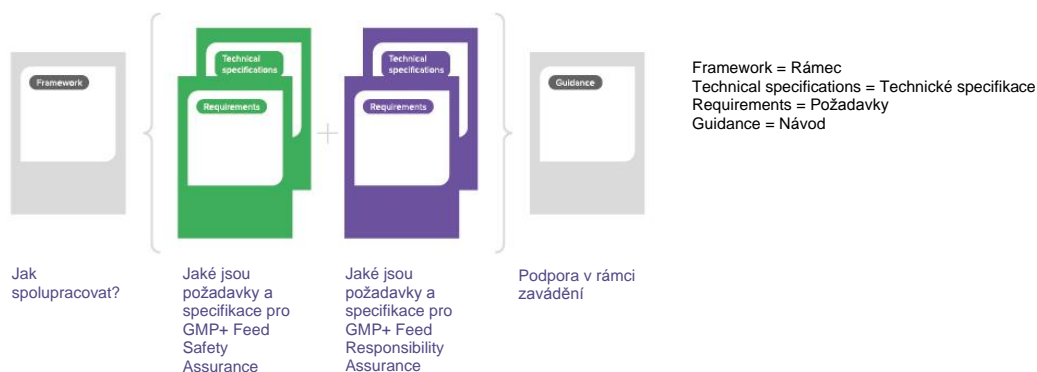 Framework
Technical
specifications
Requirements
+
Technical
specifications
Requirements
Guidance
Framework = Rámec
Technical specifications = Technické specifikace
Requirements = Požadavky
Guidance = Návod
Jak
spolupracovat?
Jaké jsou
požadavky a
specifikace pro
GMP+ Feed
Safety
Assurance
Jaké jsou
požadavky a
specifikace pro
GMP+ Feed
Responsibility
Assurance
Podpora v rámci
zavádění